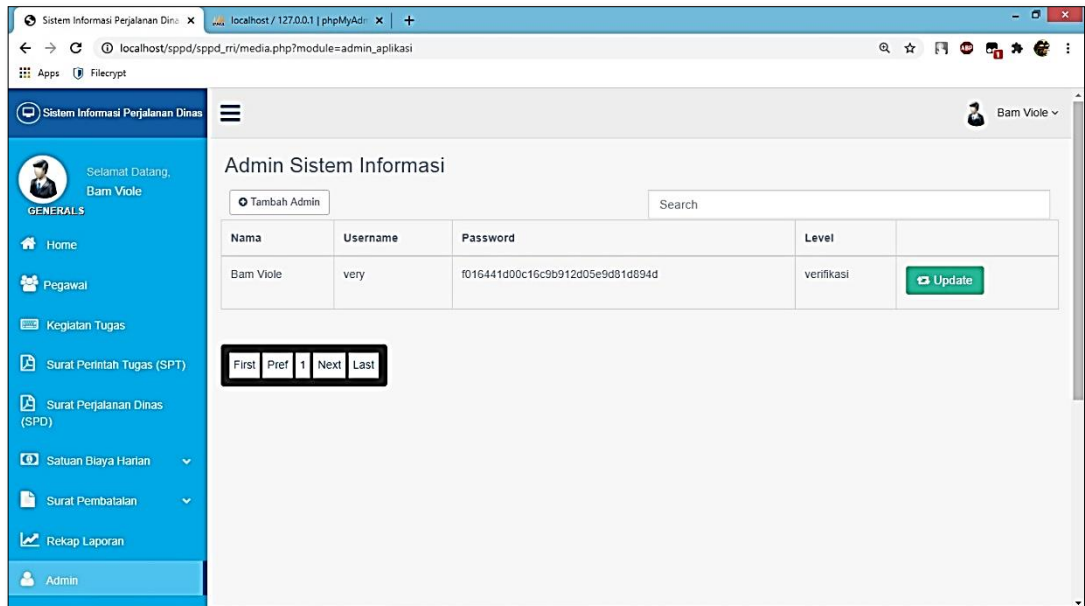 Sistem Informasi Perjalanan Dina
localhost / 127.0.0.1 | phpMyAdm
localhost/sppd/sppd_rri/media.php?module=admin_aplikasi
Apps Filecrypt
Sistem Informasi Perjalanan Dinas
Bam Viole
Selamat Datang,
Bam Viole
GENERALS
Home
Pegawai
Kegiatan Tugas
Surat Perintah Tugas (SPT)
Surat Perjalanan Dinas
(SPD)
Satuan Biaya Harian
Surat Pembatalan
Rekap Laporan
Admin
Admin Sistem Informasi
Tambah Admin
Search
Nama Username Password Level
Bam Viole very f016441d00c16c9b912d05e9d81d894d verifikasi Update
First Pref 1 Next Last